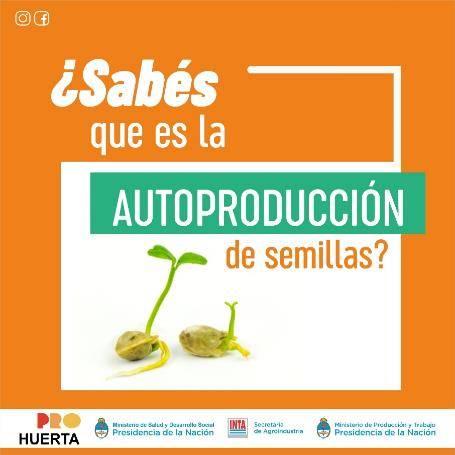 ¿Sabés
que es la
AUTOPRODUCCIÓN
de semillas?
PRO
HUERTA
Ministerio de Salud y Desarrollo Social
Presidencia de la Nación
INTA
Secretaría
de Agroindustria
Ministerio de Producción y Trabajo
Presidencia de la Nación